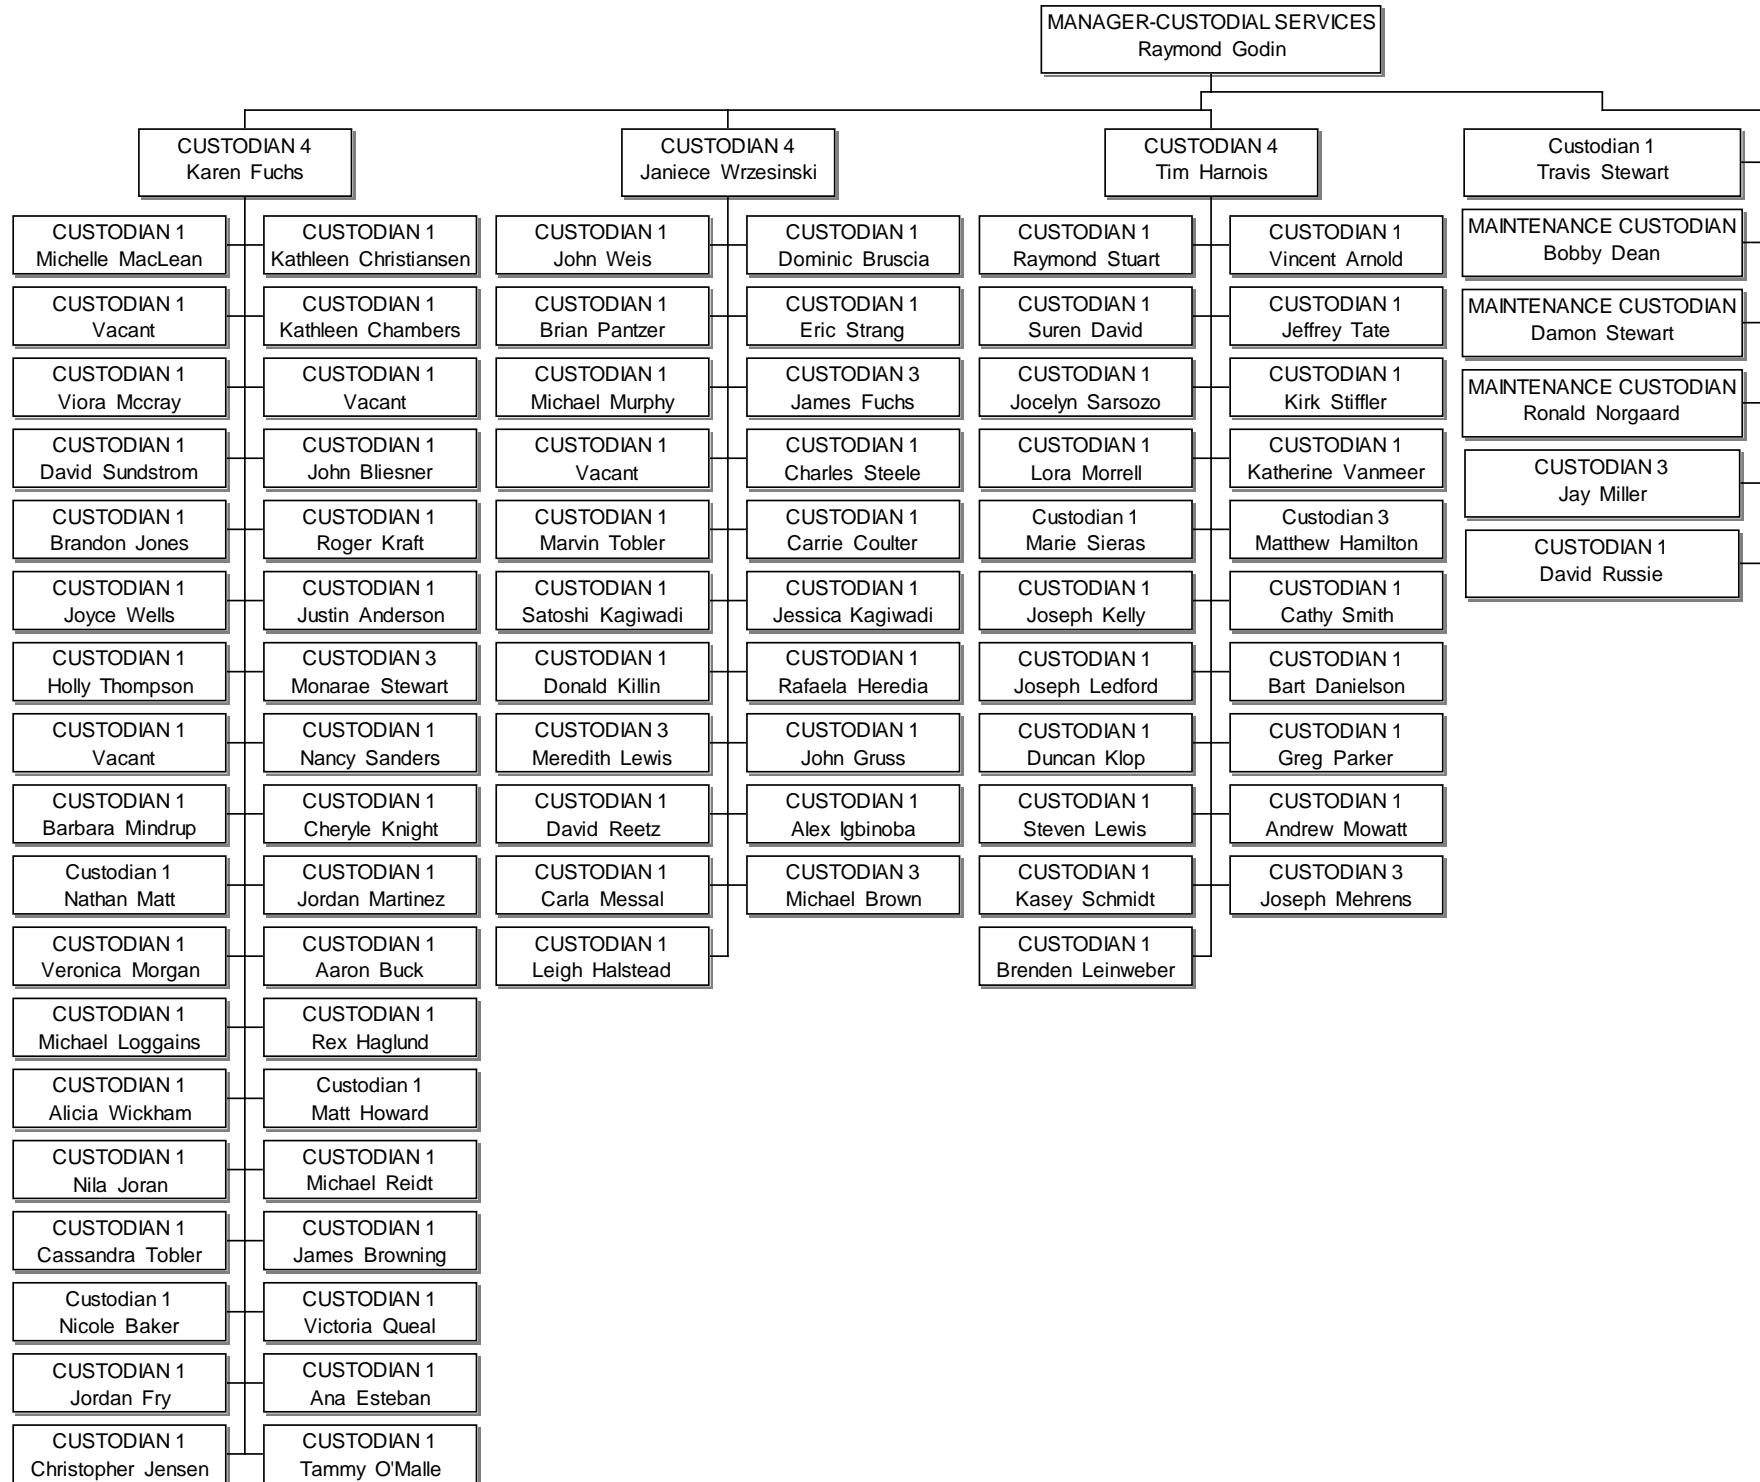 MANAGER-CUSTODIAL SERVICES
Raymond Godin
CUSTODIAN 4
Karen Fuchs
CUSTODIAN 1
Michelle MacLean
CUSTODIAN 1
Kathleen Christiansen
CUSTODIAN 1
Vacant
CUSTODIAN 1
Kathleen Chambers
CUSTODIAN 1
Viora Mccray
CUSTODIAN 1
Vacant
CUSTODIAN 1
David Sundstrom
CUSTODIAN 1
John Bliesner
CUSTODIAN 1
Brandon Jones
CUSTODIAN 1
Roger Kraft
CUSTODIAN 1
Joyce Wells
CUSTODIAN 1
Justin Anderson
CUSTODIAN 1
Holly Thompson
CUSTODIAN 3
Monarae Stewart
CUSTODIAN 1
Vacant
CUSTODIAN 1
Nancy Sanders
CUSTODIAN 1
Barbara Mindrup
CUSTODIAN 1
Cheryle Knight
Custodian 1
Nathan Matt
CUSTODIAN 1
Jordan Martinez
CUSTODIAN 1
Veronica Morgan
CUSTODIAN 1
Aaron Buck
CUSTODIAN 1
Michael Loggains
CUSTODIAN 1
Rex Haglund
CUSTODIAN 1
Alicia Wickham
Custodian 1
Matt Howard
CUSTODIAN 1
Nila Joran
CUSTODIAN 1
Michael Reidt
CUSTODIAN 1
Cassandra Tobler
CUSTODIAN 1
James Browning
Custodian 1
Nicole Baker
CUSTODIAN 1
Victoria Queal
CUSTODIAN 1
Jordan Fry
CUSTODIAN 1
Ana Esteban
CUSTODIAN 1
Christopher Jensen
CUSTODIAN 1
Tammy O'Malle
CUSTODIAN 4
Janiece Wrzesinski
CUSTODIAN 1
John Weis
CUSTODIAN 1
Dominic Bruscia
CUSTODIAN 1
Brian Pantzer
CUSTODIAN 1
Eric Strang
CUSTODIAN 1
Michael Murphy
CUSTODIAN 3
James Fuchs
CUSTODIAN 1
Vacant
CUSTODIAN 1
Charles Steele
CUSTODIAN 1
Marvin Tobler
CUSTODIAN 1
Carrie Coulter
CUSTODIAN 1
Satoshi Kagiwadi
CUSTODIAN 1
Jessica Kagiwadi
CUSTODIAN 1
Donald Killin
CUSTODIAN 1
Rafaela Heredia
CUSTODIAN 3
Meredith Lewis
CUSTODIAN 1
John Gruss
CUSTODIAN 1
David Reetz
CUSTODIAN 1
Alex Igbinoba
CUSTODIAN 1
Carla Messal
CUSTODIAN 3
Michael Brown
CUSTODIAN 1
Leigh Halstead
CUSTODIAN 4
Tim Harnois
CUSTODIAN 1
Raymond Stuart
CUSTODIAN 1
Vincent Arnold
CUSTODIAN 1
Suren David
CUSTODIAN 1
Jeffrey Tate
CUSTODIAN 1
Jocelyn Sarsozo
CUSTODIAN 1
Kirk Stiffler
CUSTODIAN 1
Lora Morrell
CUSTODIAN 1
Katherine Vanmeer
Custodian 1
Marie Sieras
Custodian 3
Matthew Hamilton
CUSTODIAN 1
Joseph Kelly
CUSTODIAN 1
Cathy Smith
CUSTODIAN 1
Joseph Ledford
CUSTODIAN 1
Bart Danielson
CUSTODIAN 1
Duncan Klop
CUSTODIAN 1
Greg Parker
CUSTODIAN 1
Steven Lewis
CUSTODIAN 1
Andrew Mowatt
CUSTODIAN 1
Kasey Schmidt
CUSTODIAN 3
Joseph Mehrens
CUSTODIAN 1
Brenden Leinweber
Custodian 1
Travis Stewart
MAINTENANCE CUSTODIAN
Bobby Dean
MAINTENANCE CUSTODIAN
Damon Stewart
MAINTENANCE CUSTODIAN
Ronald Norgaard
CUSTODIAN 3
Jay Miller
CUSTODIAN 1
David Russie